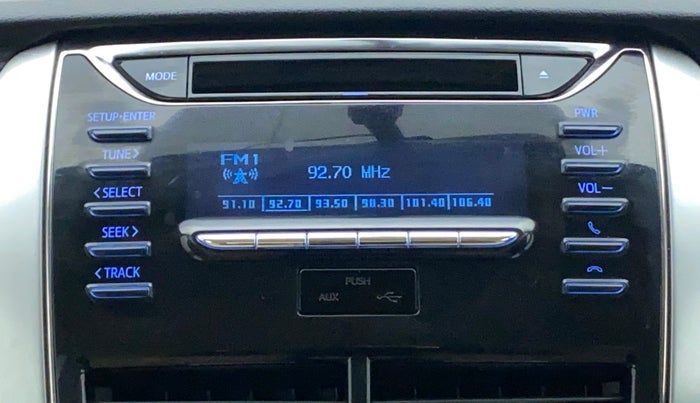 MODE
SETUP·ENTER
PWR
TUNE>
VOL+
FM1
92.70 MHz
<SELECT
VOL−
91.10 92.70 93.50 98.30 101.40 106.40
SEEK>
<TRACK
PUSH
AUX